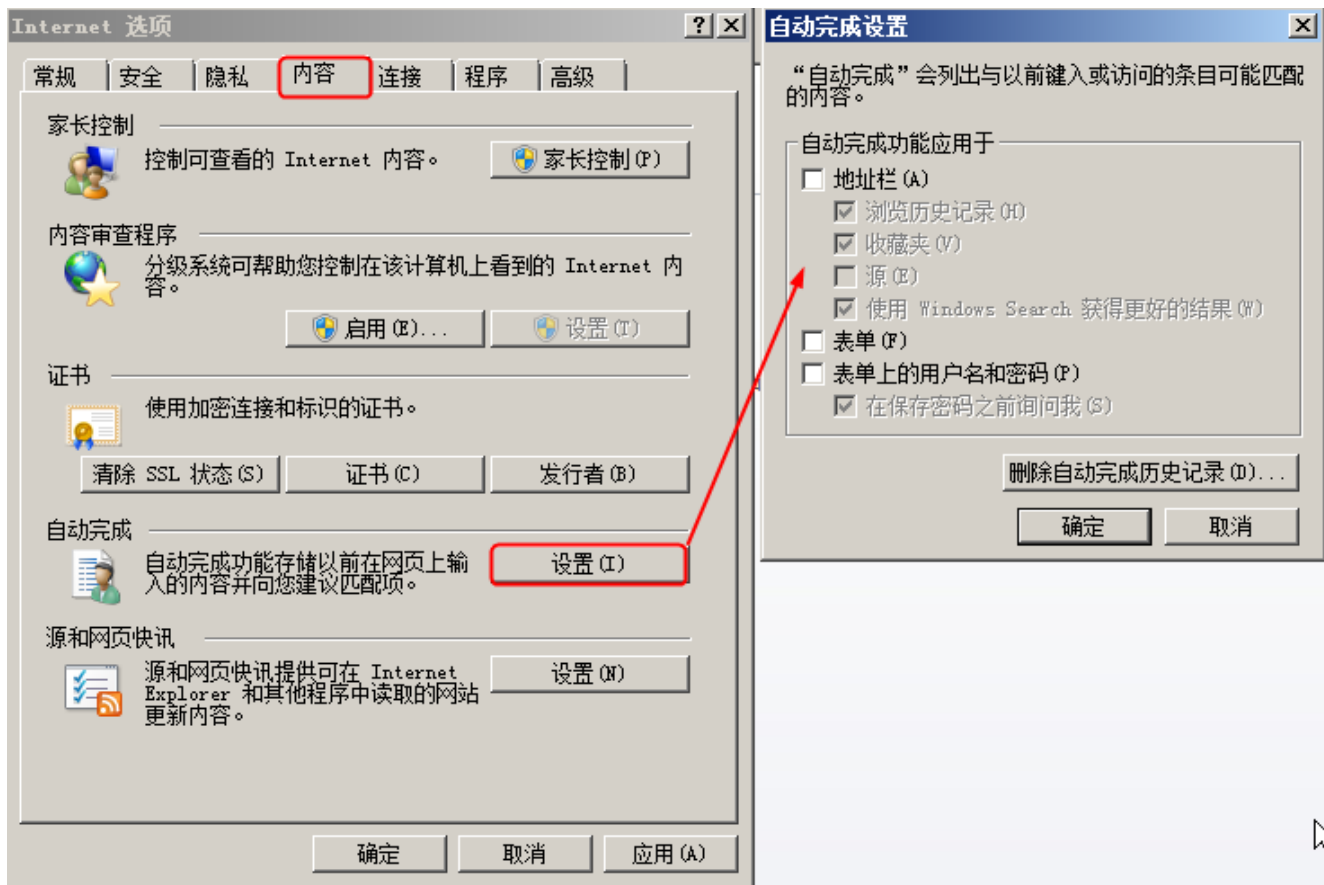 Internet 选项
常规 安全 隐私 内容 连接 程序 高级
家长控制
控制可查看的 Internet 内容。
家长控制(P)
内容审查程序
分级系统可帮助您控制在该计算机上看到的 Internet 内
容。
启用(E)... 设置(T)
证书
使用加密连接和标识的证书。
清除 SSL 状态(S) 证书(C) 发行者(B)
自动完成
自动完成功能存储以前在网页上输
入的内容并向您建议匹配项。
设置(I)
源和网页快讯
源和网页快讯提供可在 Internet
Explorer 和其他程序中读取的网站
更新内容。
设置(N)
确定 取消 应用(A)
自动完成设置
“自动完成”会列出与以前键入或访问的条目可能匹配
的内容。
自动完成功能应用于
地址栏(A)
浏览历史记录(H)
收藏夹(V)
源(E)
使用 Windows Search 获得更好的结果(W)
表单(F)
表单上的用户名和密码(P)
在保存密码之前询问我(S)
删除自动完成历史记录(D)...
确定 取消